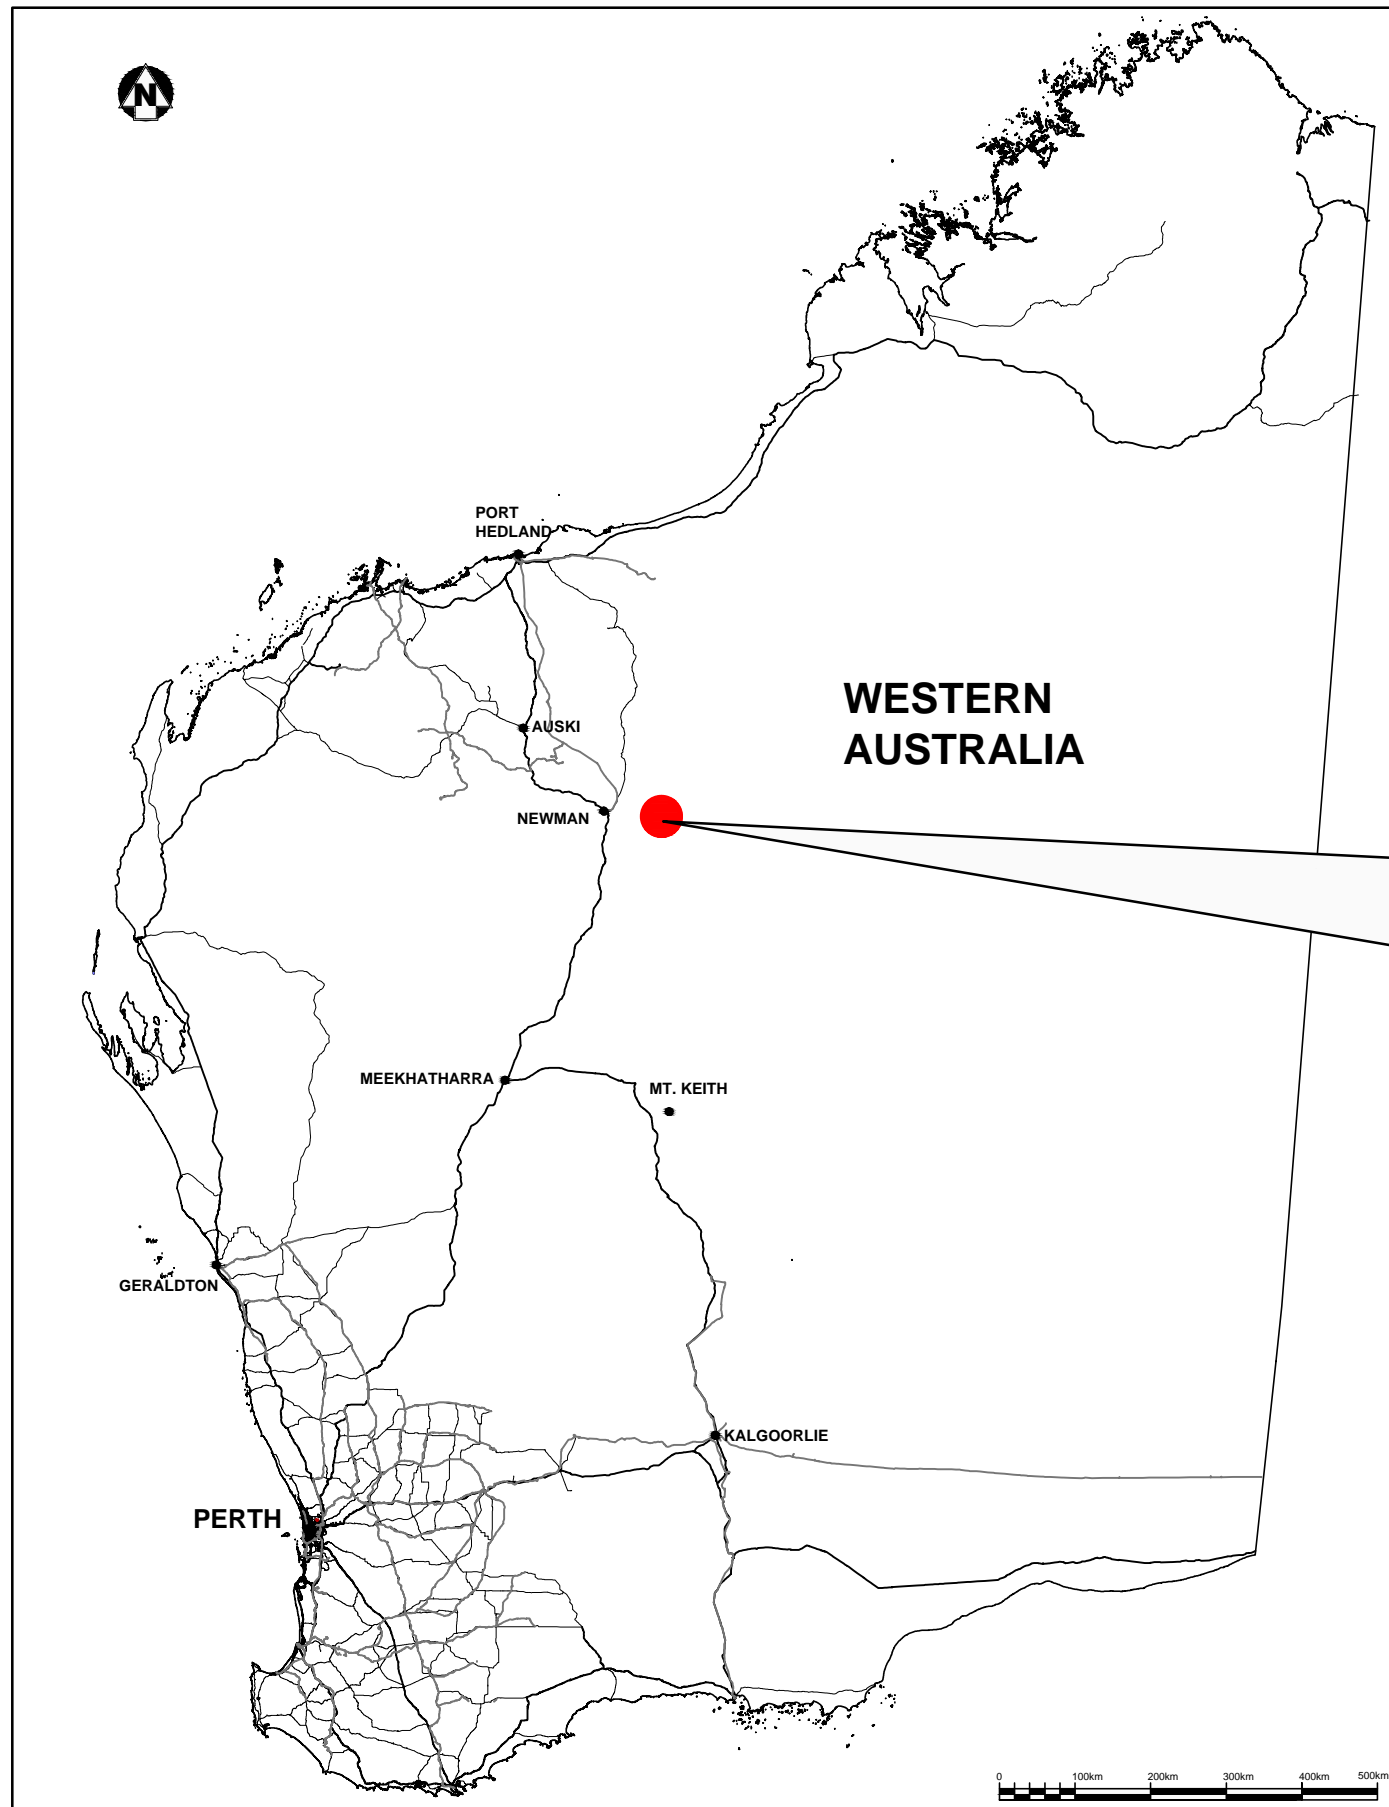 N
PORT
HEDLAND
WESTERN
AUSTRALIA
AUSKI
NEWMAN
MEEKHATHARRA
MT. KEITH
GERALDTON
KALGOORLIE
PERTH
0 100km 200km 300km 400km 500km